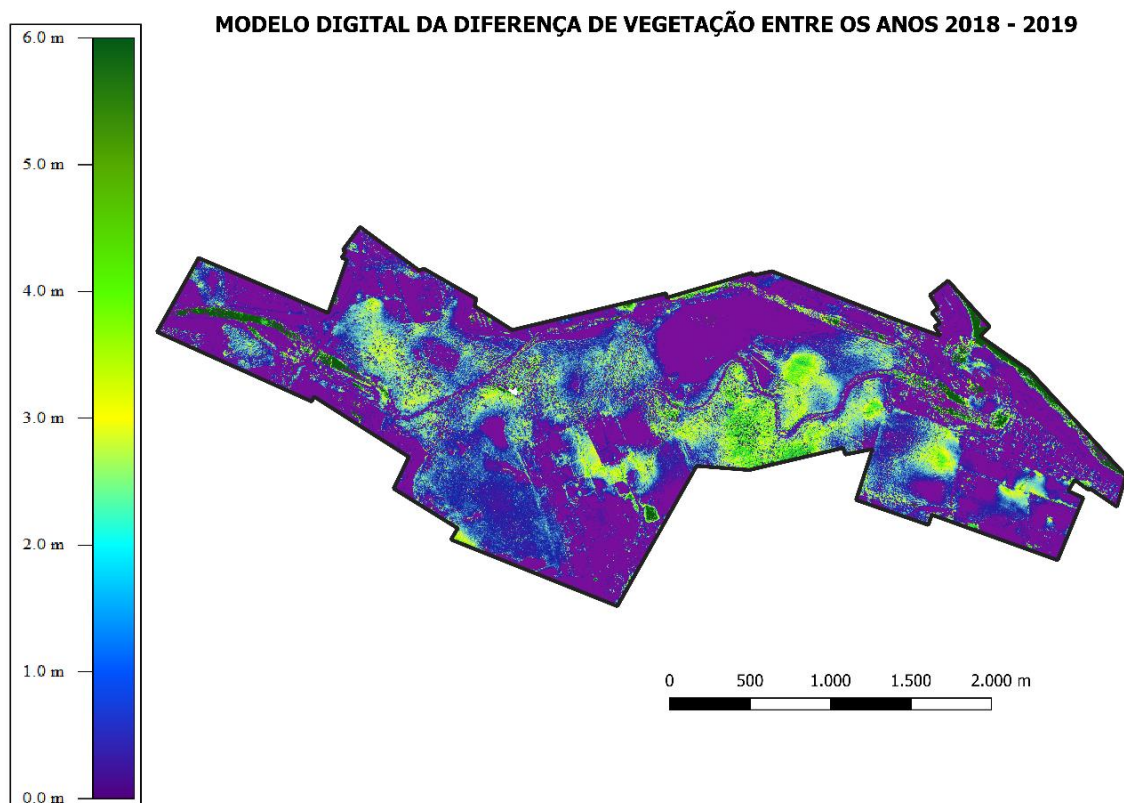 MODELO DIGITAL DA DIFERENÇA DE VEGETAÇÃO ENTRE OS ANOS 2018 - 2019
6.0 m
5.0 m
4.0 m
3.0 m
2.0 m
1.0 m
0.0 m
0 500 1.000 1.500 2.000 m